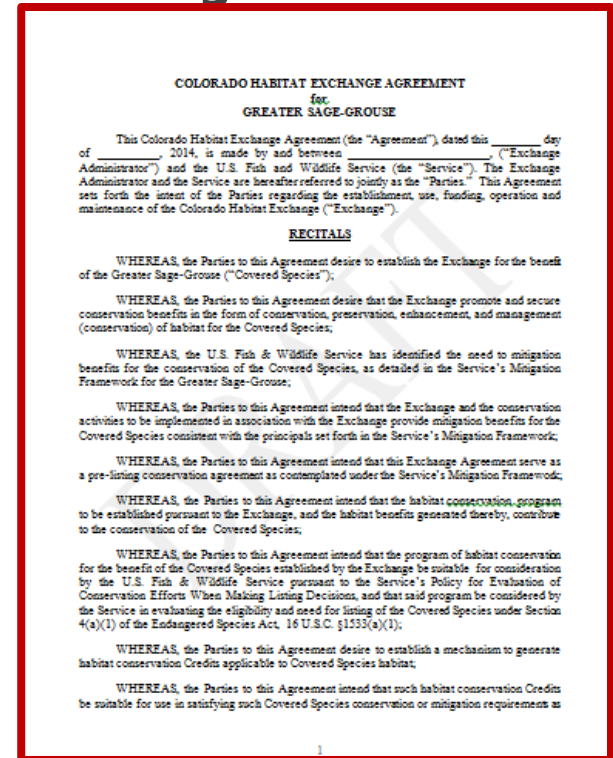 COLORADO HABITAT EXCHANGE AGREEMENT
for
GREATER SAGE-GROUSE
This Colorado Habitat Exchange Agreement (the “Agreement”), dated this ________ day
of __________, 2014, is made by and between ________________, (“Exchange
Administrator”) and the U.S. Fish and Wildlife Service (the “Service”). The Exchange
Administrator and the Service are hereafter referred to jointly as the “Parties.” This Agreement
sets forth the intent of the Parties regarding the establishment, use, funding, operation and
maintenance of the Colorado Habitat Exchange (“Exchange”).
RECITALS
WHEREAS, the Parties to this Agreement desire to establish the Exchange for the benefit
of the Greater Sage-Grouse (“Covered Species”);
WHEREAS, the Parties to this Agreement desire that the Exchange promote and secure
conservation benefits in the form of conservation, preservation, enhancement, and management
(conservation) of habitat for the Covered Species;
WHEREAS, the U.S. Fish & Wildlife Service has identified the need to mitigation
benefits for the conservation of the Covered Species, as detailed in the Service’s Mitigation
Framework for the Greater Sage-Grouse;
WHEREAS, the Parties to this Agreement intend that the Exchange and the conservation
activities to be implemented in association with the Exchange provide mitigation benefits for the
Covered Species consistent with the principals set forth in the Service’s Mitigation Framework;
WHEREAS, the Parties to this Agreement intend that this Exchange Agreement serve as
a pre-listing conservation agreement as contemplated under the Service’s Mitigation Framework;
WHEREAS, the Parties to this Agreement intend that the habitat conservation program
to be established pursuant to the Exchange, and the habitat benefits generated thereby, contribute
to the conservation of the Covered Species;
WHEREAS, the Parties to this Agreement intend that the program of habitat conservation
for the benefit of the Covered Species established by the Exchange be suitable for consideration
by the U.S. Fish & Wildlife Service pursuant to the Service’s Policy for Evaluation of
Conservation Efforts When Making Listing Decisions, and that said program be considered by
the Service in evaluating the eligibility and need for listing of the Covered Species under Section
4(a)(1) of the Endangered Species Act, 16 U.S.C. §1533(a)(1);
WHEREAS, the Parties to this Agreement desire to establish a mechanism to generate
habitat conservation Credits applicable to Covered Species habitat;
WHEREAS, the Parties to this Agreement intend that such habitat conservation Credits
be suitable for use in satisfying such Covered Species conservation or mitigation requirements as
1
DRAFT